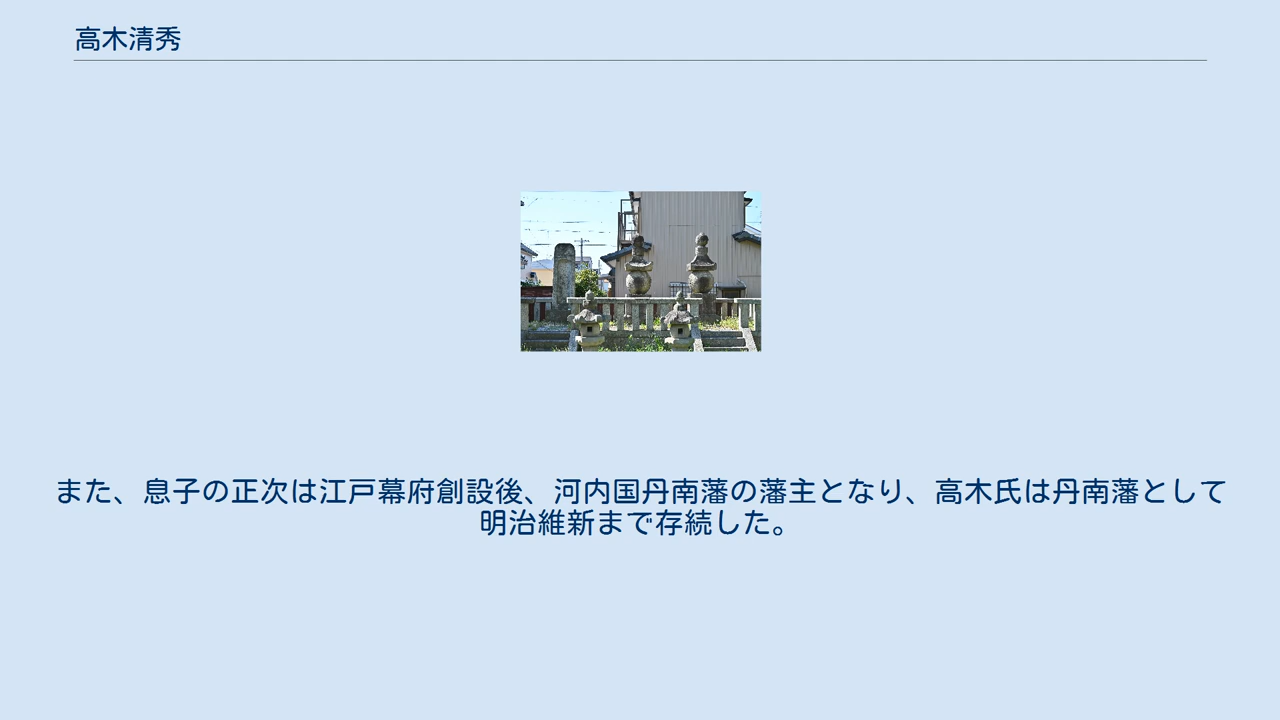 高木清秀
また、息子の正次は江戸幕府創設後、河内国丹南藩の藩主となり、高木氏は丹南藩として
明治維新まで存続した。